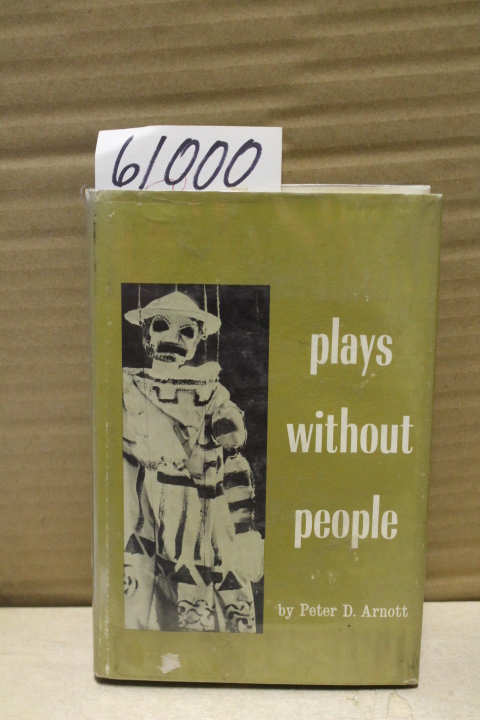 61000
plays
without
people
by Peter D. Arnott